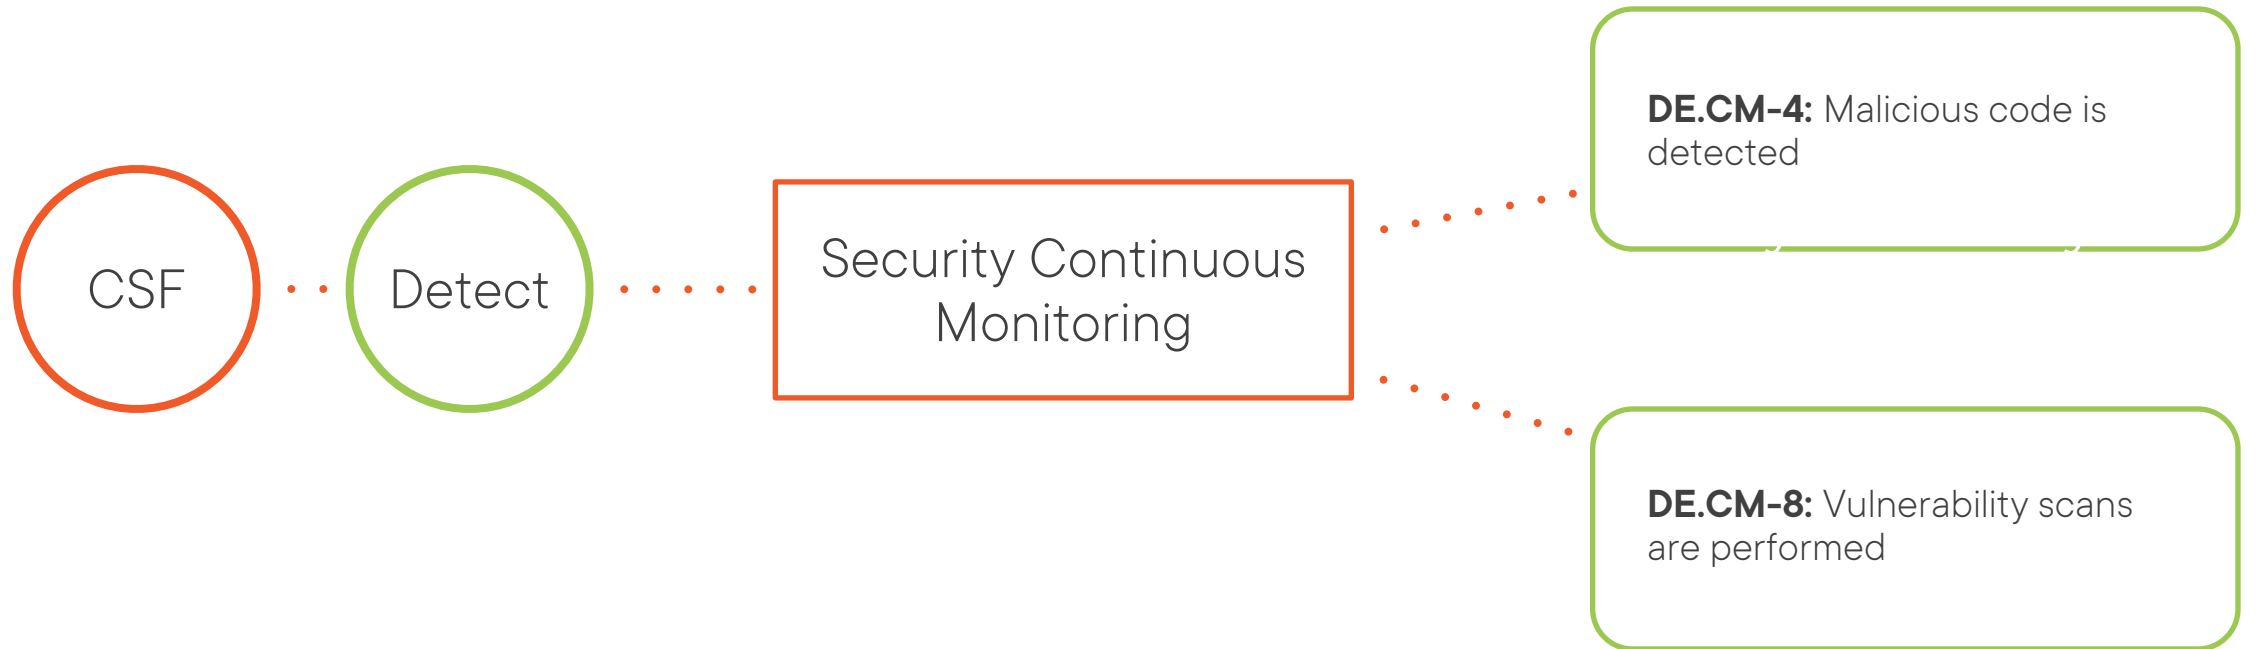 CSF
Detect
Security Continuous
Monitoring
DE.CM-4: Malicious code is
detected
DE.CM-8: Vulnerability scans
are performed